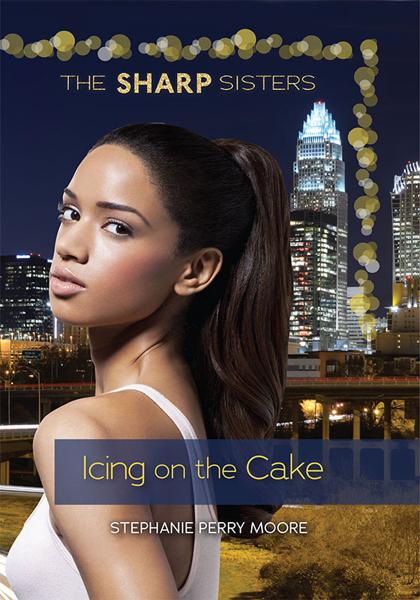 THE SHARP SISTERS
Icing on the Cake
STEPHANIE PERRY MOORE